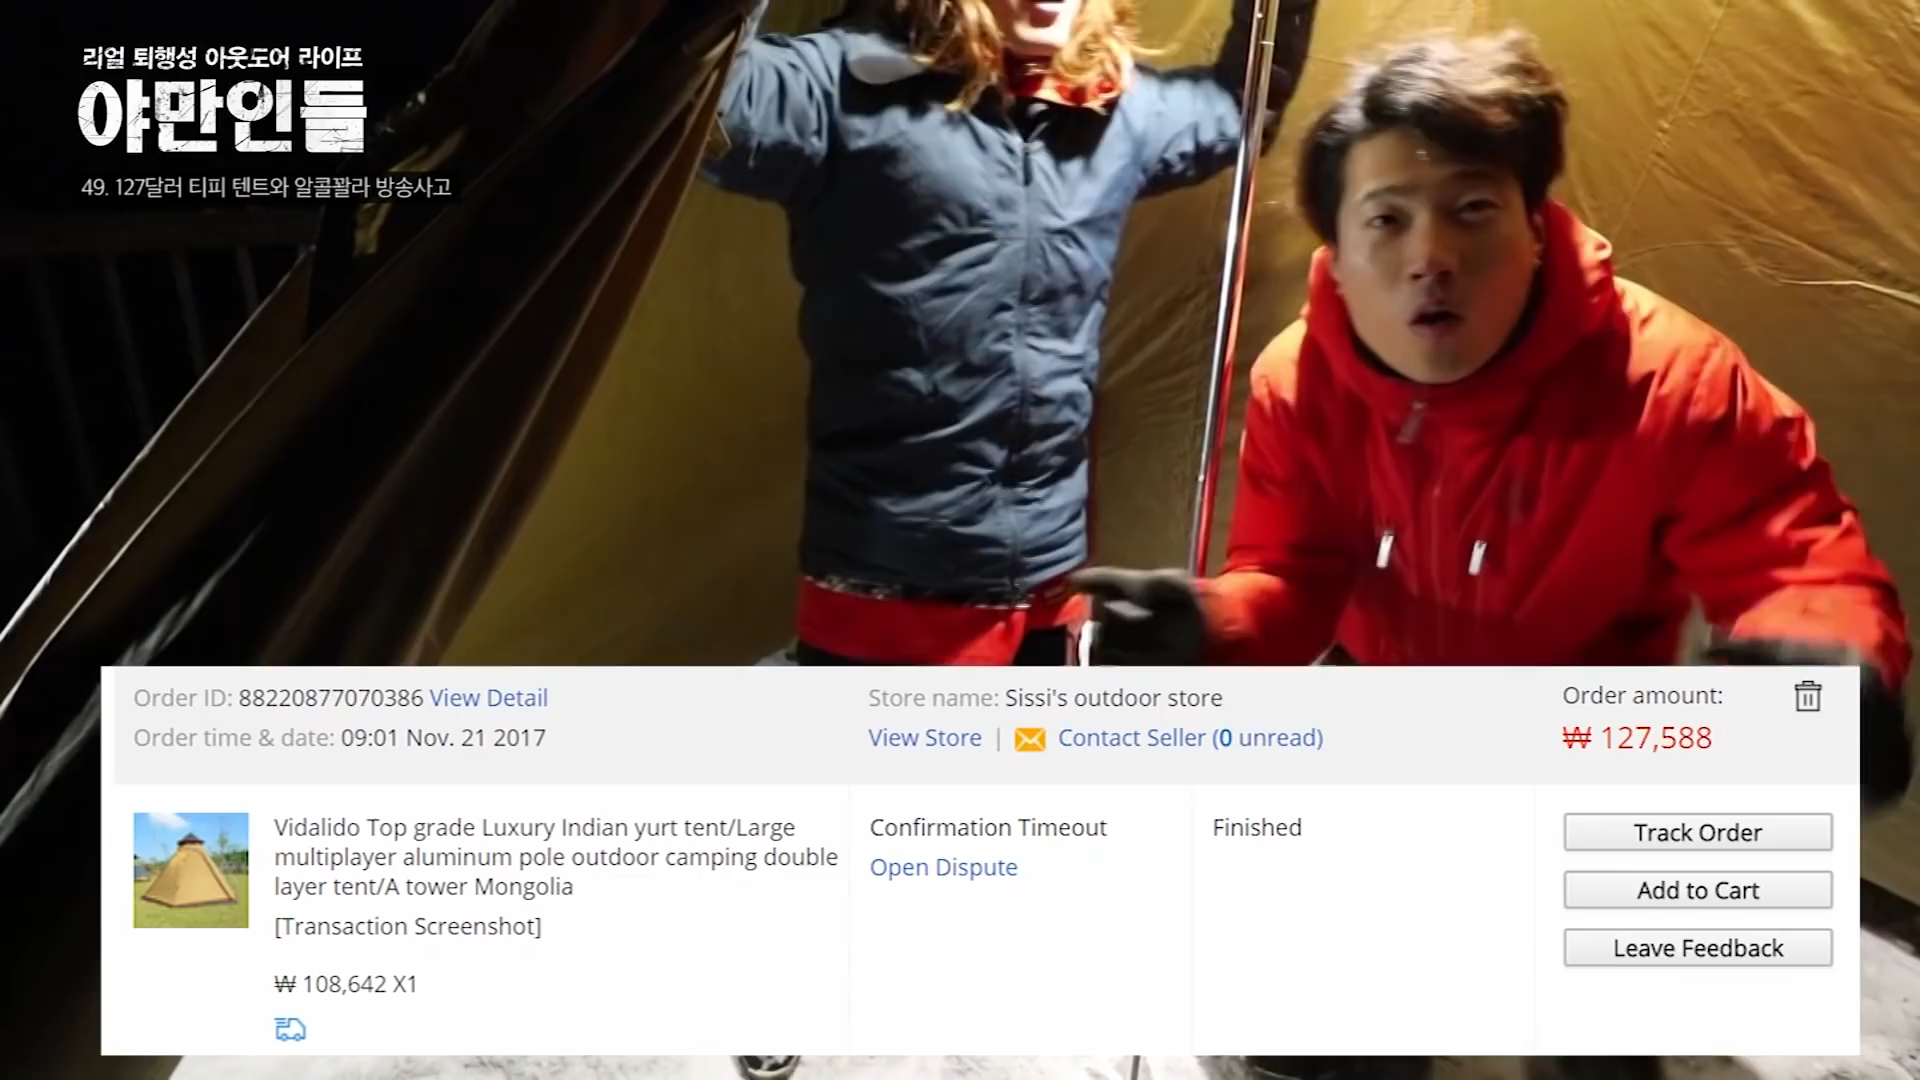 리얼 퇴행성 아웃도어 라이프
야만인들
49. 127달러 티피 텐트와 알콜꽐라 방송사고
Order ID: 88220877070386 View Detail
Order time & date: 09:01 Nov. 21 2017
Store name: Sissi's outdoor store
View Store | Contact Seller (0 unread)
Order amount:
₩ 127,588
Vidalido Top grade Luxury Indian yurt tent/Large
multiplayer aluminum pole outdoor camping double
layer tent/A tower Mongolia
[Transaction Screenshot]
₩ 108,642 X1
Confirmation Timeout
Open Dispute
Finished
Track Order
Add to Cart
Leave Feedback